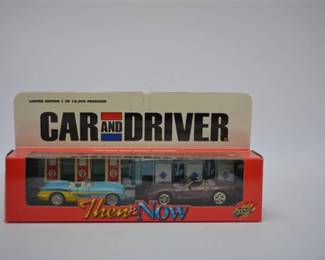 LIMITED EDITION 1 OF 10,000 PRODUCED
CAR AND DRIVER
Then & Now